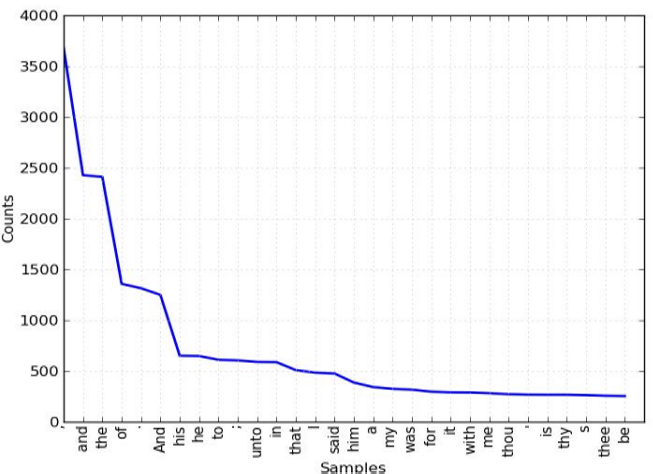 4000
3500
3000
2500
2000
1500
1000
500
0
Counts
,
and
the
of
.
And
his
he
to
;
unto
in
that
I
said
him
a
my
was
for
it
with
me
thou
'
is
thy
s
thee
be
Samples